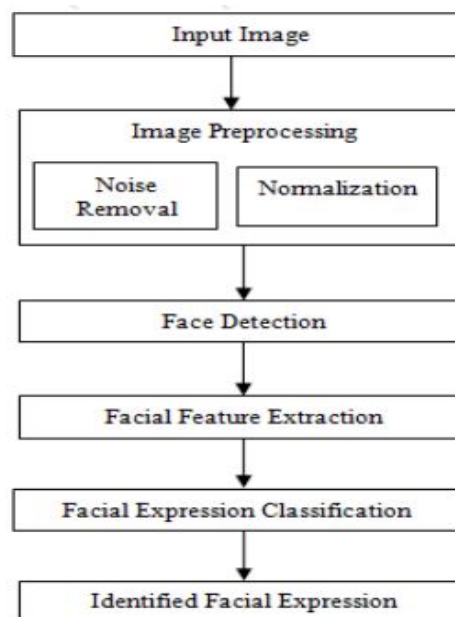 Input Image
Image Preprocessing
Noise
Removal
Normalization
Face Detection
Facial Feature Extraction
Facial Expression Classification
Identified Facial Expression